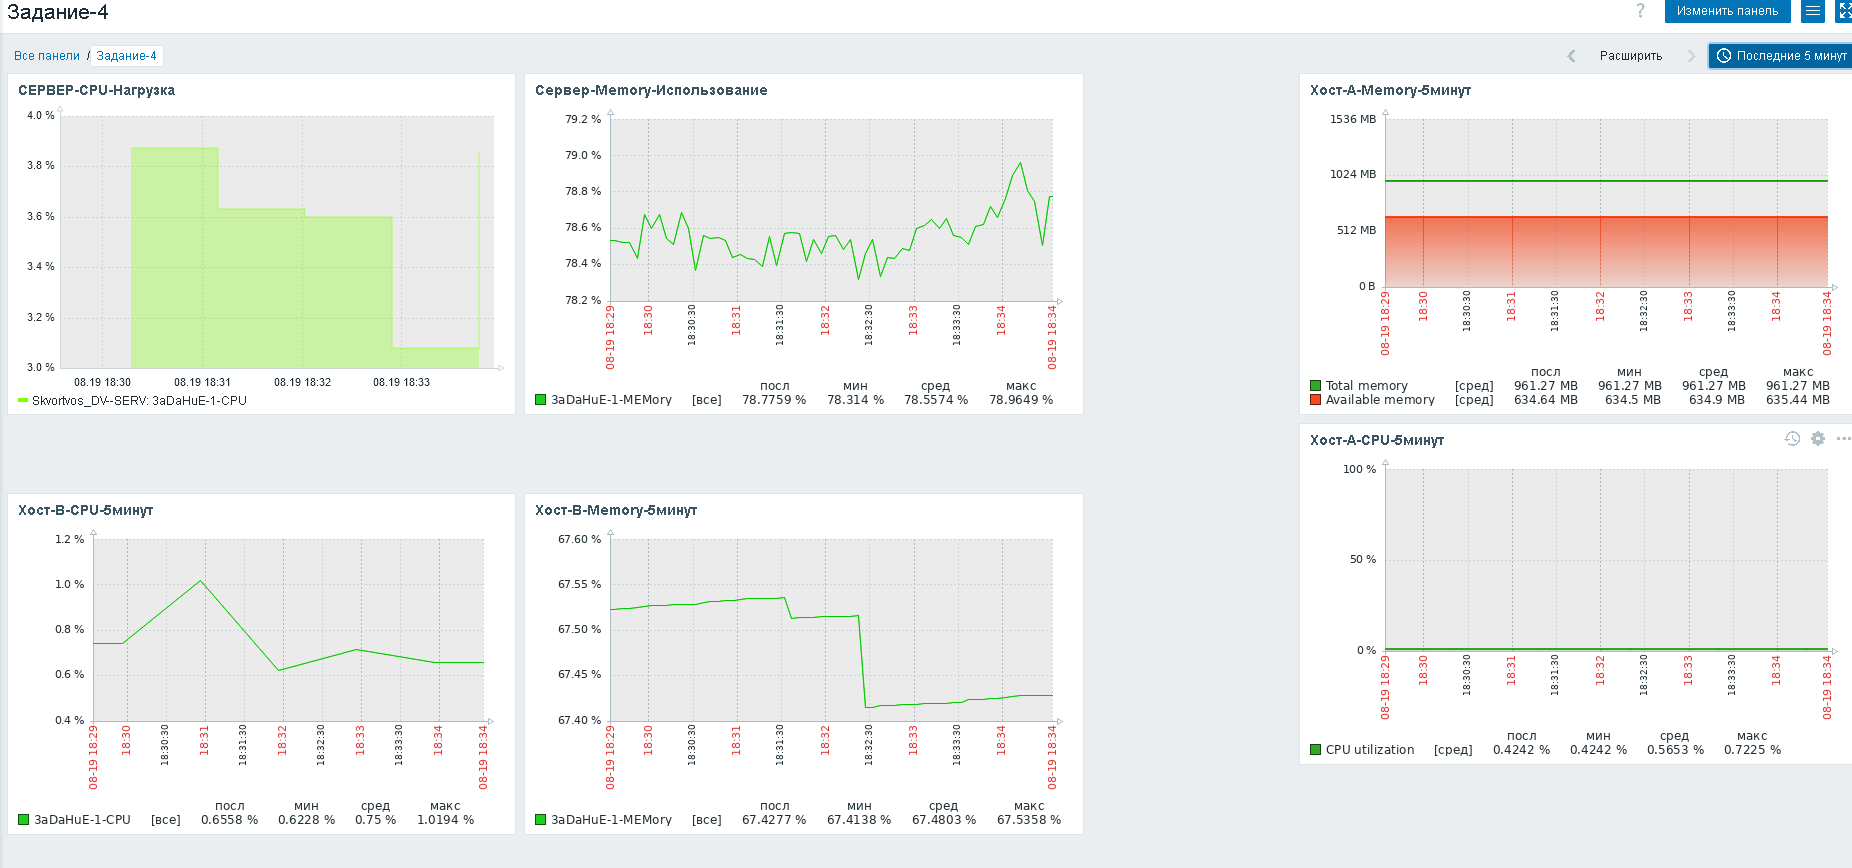 Задание-4
? Изменить панель
Все панели / Задание-4
Расширить
Последние 5 минут
СЕРВЕР-CPU-Нагрузка
4.0 %
3.8 %
3.6 %
3.4 %
3.2 %
3.0 %
08.19 18:30 08.19 18:31 08.19 18:32 08.19 18:33
Skvortvos_DV--SERV: 3aDaHuE-1-CPU
Сервер-Memory-Использование
79.2 %
79.0 %
78.8 %
78.6 %
78.4 %
78.2 %
08-19 18:29 18:30 18:30:30 18:31 18:31:30 18:32 18:32:30 18:33 18:33:30 18:34 08-19 18:34
посл мин сред макс
3aDaHuE-1-MEMory [все] 78.7759 % 78.314 % 78.5574 % 78.9649 %
Хост-А-Memory-5минут
1536 MB
1024 MB
512 MB
0 B
08-19 18:29 18:30 18:30:30 18:31 18:31:30 18:32 18:32:30 18:33 18:33:30 18:34 08-19 18:34
посл мин сред макс
Total memory [сред] 961.27 MB 961.27 MB 961.27 MB 961.27 MB
Available memory [сред] 634.64 MB 634.5 MB 634.9 MB 635.44 MB
Хост-А-CPU-5минут
100 %
50 %
0 %
08-19 18:29 18:30 18:30:30 18:31 18:31:30 18:32 18:32:30 18:33 18:33:30 18:34 08-19 18:34
посл мин сред макс
CPU utilization [сред] 0.4242 % 0.4242 % 0.5653 % 0.7225 %
Хост-В-CPU-5минут
1.2 %
1.0 %
0.8 %
0.6 %
0.4 %
08-19 18:29 18:30 18:30:30 18:31 18:31:30 18:32 18:32:30 18:33 18:33:30 18:34 08-19 18:34
посл мин сред макс
3aDaHuE-1-CPU [все] 0.6558 % 0.6228 % 0.75 % 1.0194 %
Хост-В-Memory-5минут
67.60 %
67.55 %
67.50 %
67.45 %
67.40 %
08-19 18:29 18:30 18:30:30 18:31 18:31:30 18:32 18:32:30 18:33 18:33:30 18:34 08-19 18:34
посл мин сред макс
3aDaHuE-1-MEMory [все] 67.4277 % 67.4138 % 67.4803 % 67.5358 %